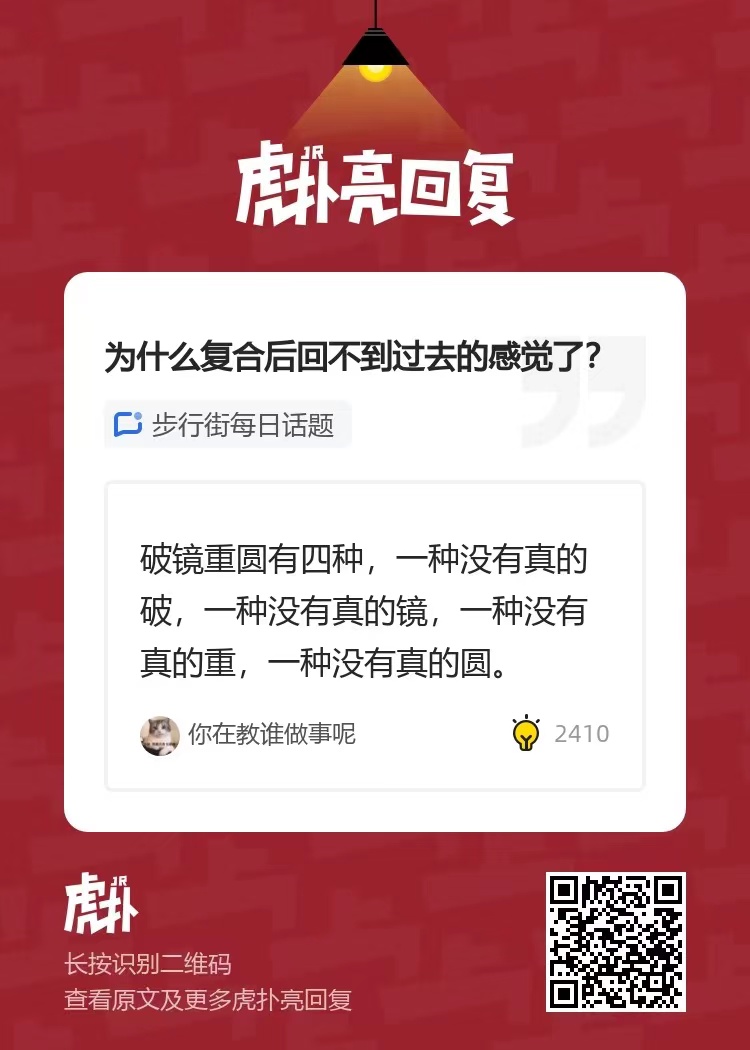 虎扑亮回复
JR
为什么复合后回不到过去的感觉了？
步行街每日话题
破镜重圆有四种，一种没有真的
破，一种没有真的镜，一种没有
真的重，一种没有真的圆。
你在教谁做事呢
2410
虎扑
JR
长按识别二维码
查看原文及更多虎扑亮回复